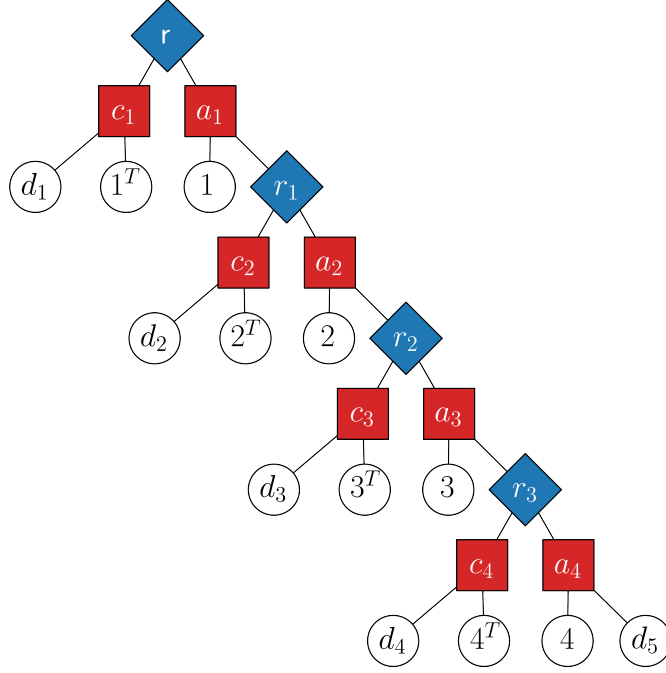 r
c₁ a₁
d₁ 1ᵀ 1 r₁
c₂ a₂
d₂ 2ᵀ 2 r₂
c₃ a₃
d₃ 3ᵀ 3 r₃
c₄ a₄
d₄ 4ᵀ 4 d₅